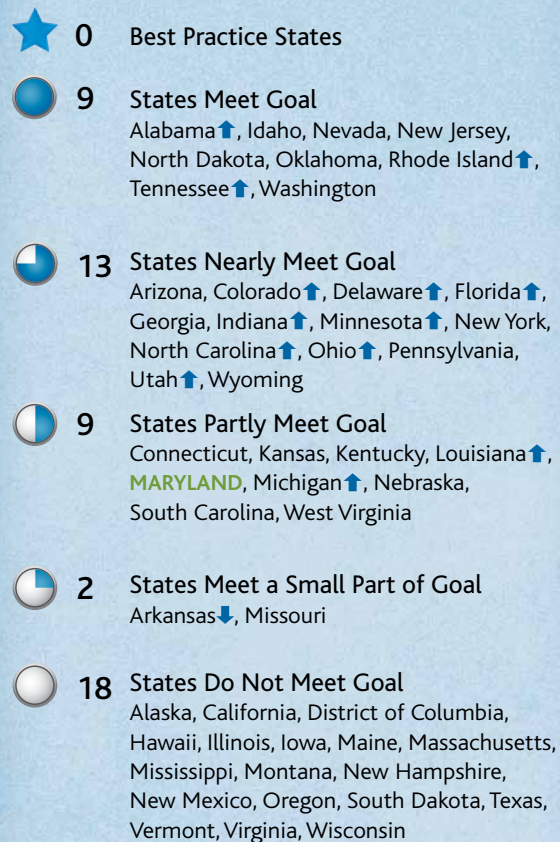 0 Best Practice States
9 States Meet Goal
Alabama⬆, Idaho, Nevada, New Jersey,
North Dakota, Oklahoma, Rhode Island⬆,
Tennessee⬆, Washington
13 States Nearly Meet Goal
Arizona, Colorado⬆, Delaware⬆, Florida⬆,
Georgia, Indiana⬆, Minnesota⬆, New York,
North Carolina⬆, Ohio⬆, Pennsylvania,
Utah⬆, Wyoming
9 States Partly Meet Goal
Connecticut, Kansas, Kentucky, Louisiana⬆,
MARYLAND, Michigan⬆, Nebraska,
South Carolina, West Virginia
2 States Meet a Small Part of Goal
Arkansas⬇, Missouri
18 States Do Not Meet Goal
Alaska, California, District of Columbia,
Hawaii, Illinois, Iowa, Maine, Massachusetts,
Mississippi, Montana, New Hampshire,
New Mexico, Oregon, South Dakota, Texas,
Vermont, Virginia, Wisconsin